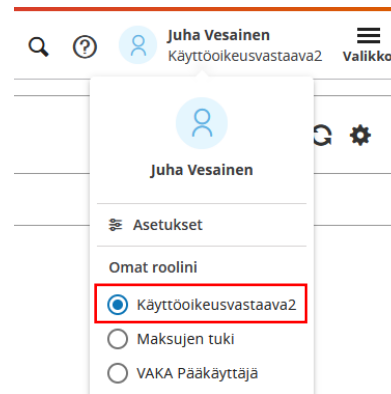 Juha Vesainen
Käyttöoikeusvastaava2
Valikko
Juha Vesainen
Asetukset
Omat roolini
Käyttöoikeusvastaava2
Maksujen tuki
VAKA Pääkäyttäjä